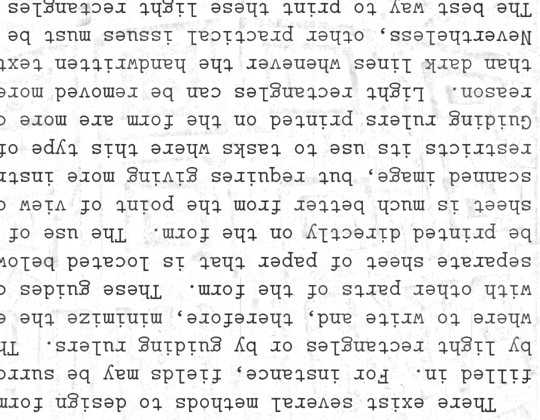 There exist several methods to design form
filled in. For instance, fields may be surro
by light rectangles or by guiding rulers. Th
where to write and, therefore, minimize the e
with other parts of the form. These guides c
separate sheet of paper that is located below
be printed directly on the form. The use of
sheet is much better from the point of view o
scanned image, but requires giving more instr
restricts its use to tasks where this type of
Guiding rulers printed on the form are more c
reason. Light rectangles can be removed more
than dark lines whenever the handwritten text
Nevertheless, other practical issues must be
The best way to print these light rectangles